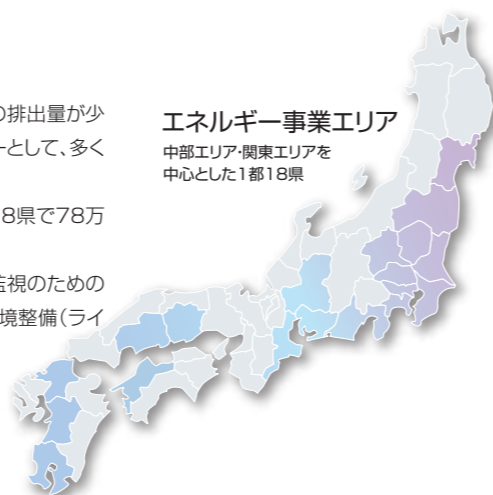 の排出量が少
ーとして、多く
8県で78万
監視のための
境整備（ライ
エネルギー事業エリア
中部エリア・関東エリアを
中心とした1都18県